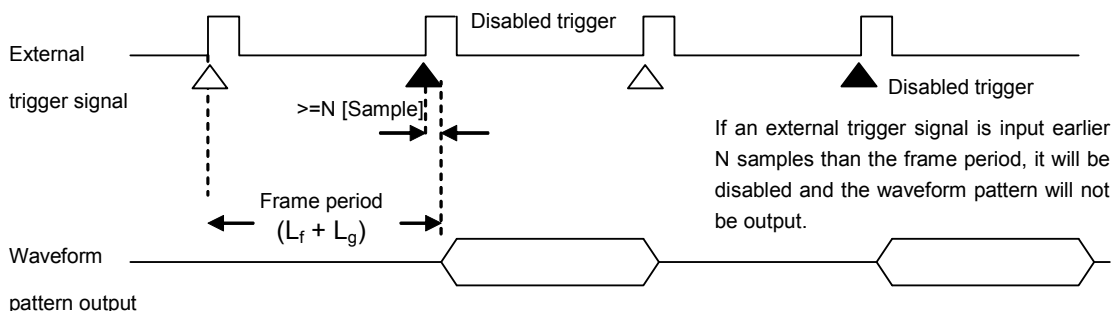 Disabled trigger
External
trigger signal
Disabled trigger
>=N [Sample]
If an external trigger signal is input earlier
N samples than the frame period, it will be
disabled and the waveform pattern will not
be output.
Frame period
(Lf + Lg)
Waveform
pattern output